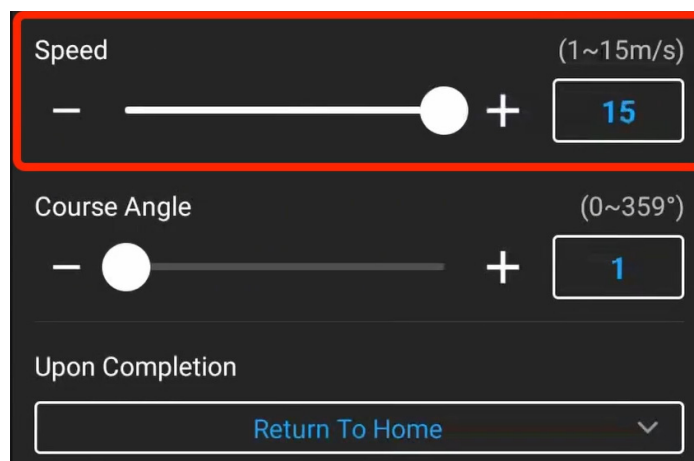 Speed (1~15m/s)
− + 15
Course Angle (0~359°)
− + 1
Upon Completion
Return To Home